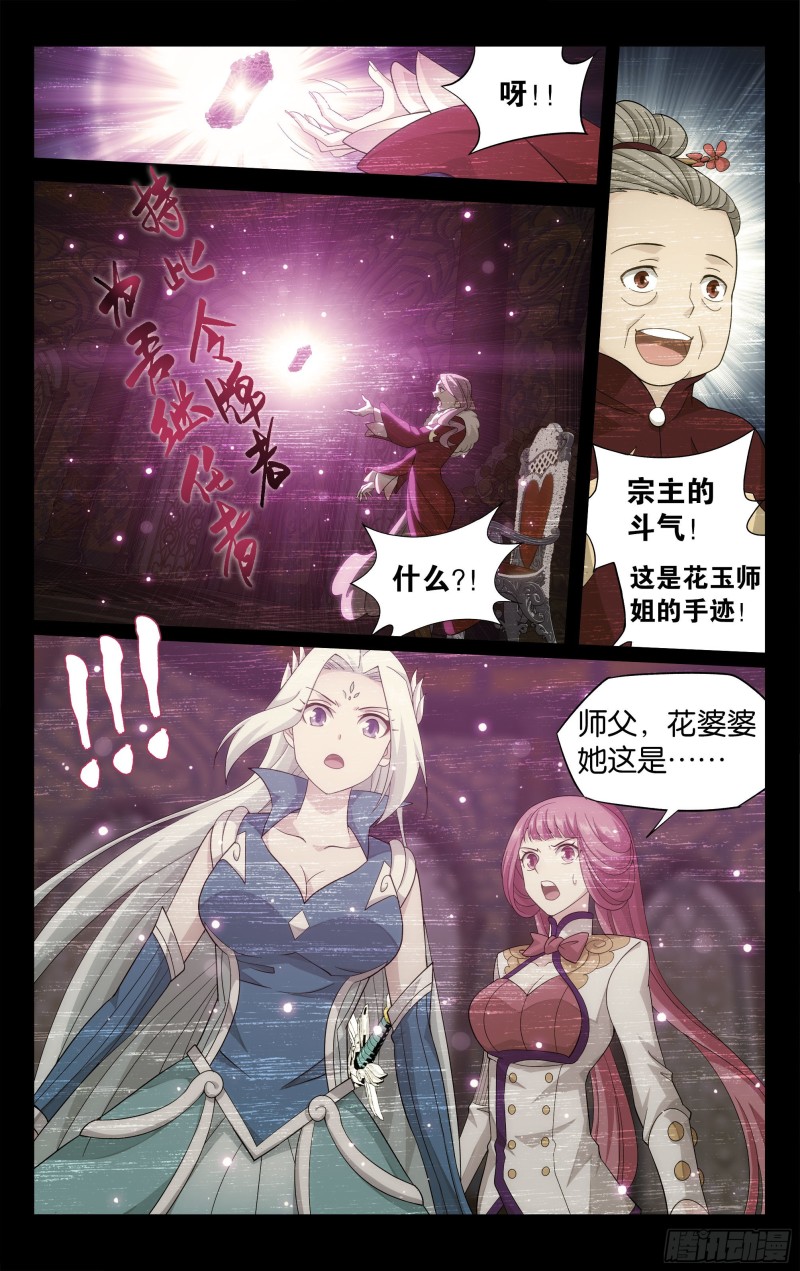 呀!!
宗主的
斗气!
这是花玉师
姐的手迹!
持此令牌者
为吾继任者
什么?!
!!!
师父，花婆婆
她这是……
腾讯动漫